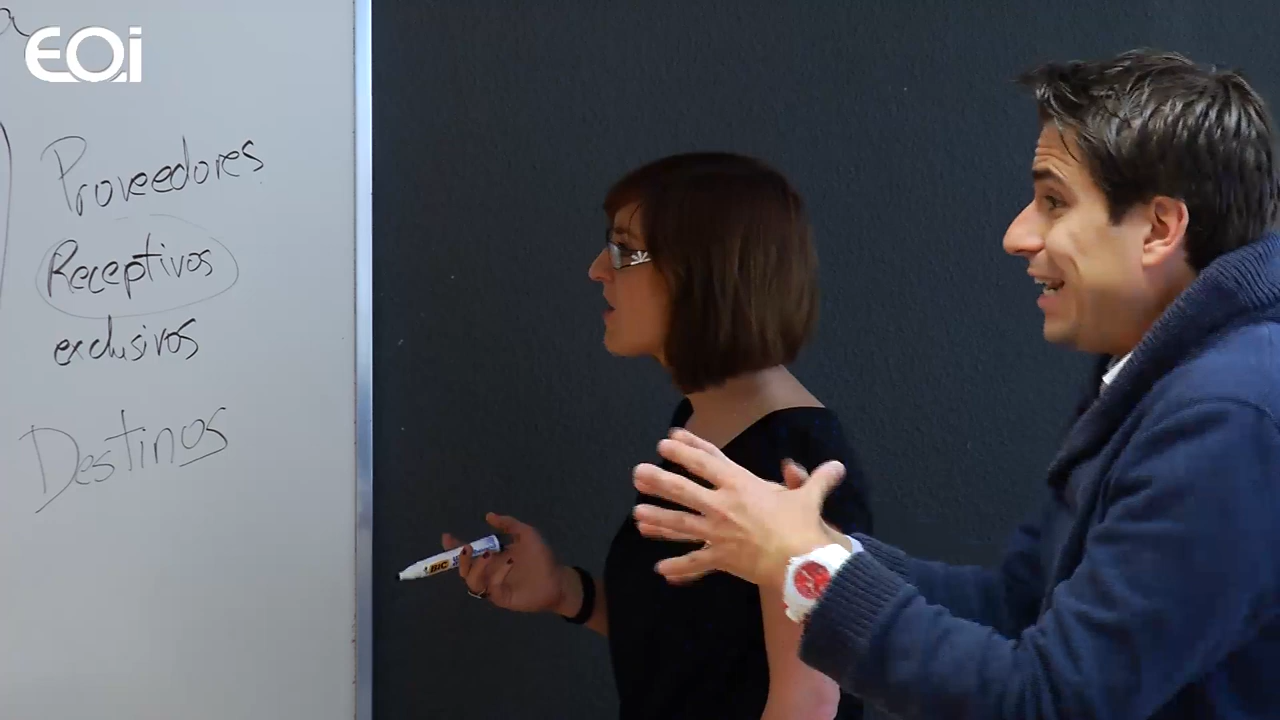 a
EOi
Proveedores
Receptivos
exclusivos
Destinos
BiC